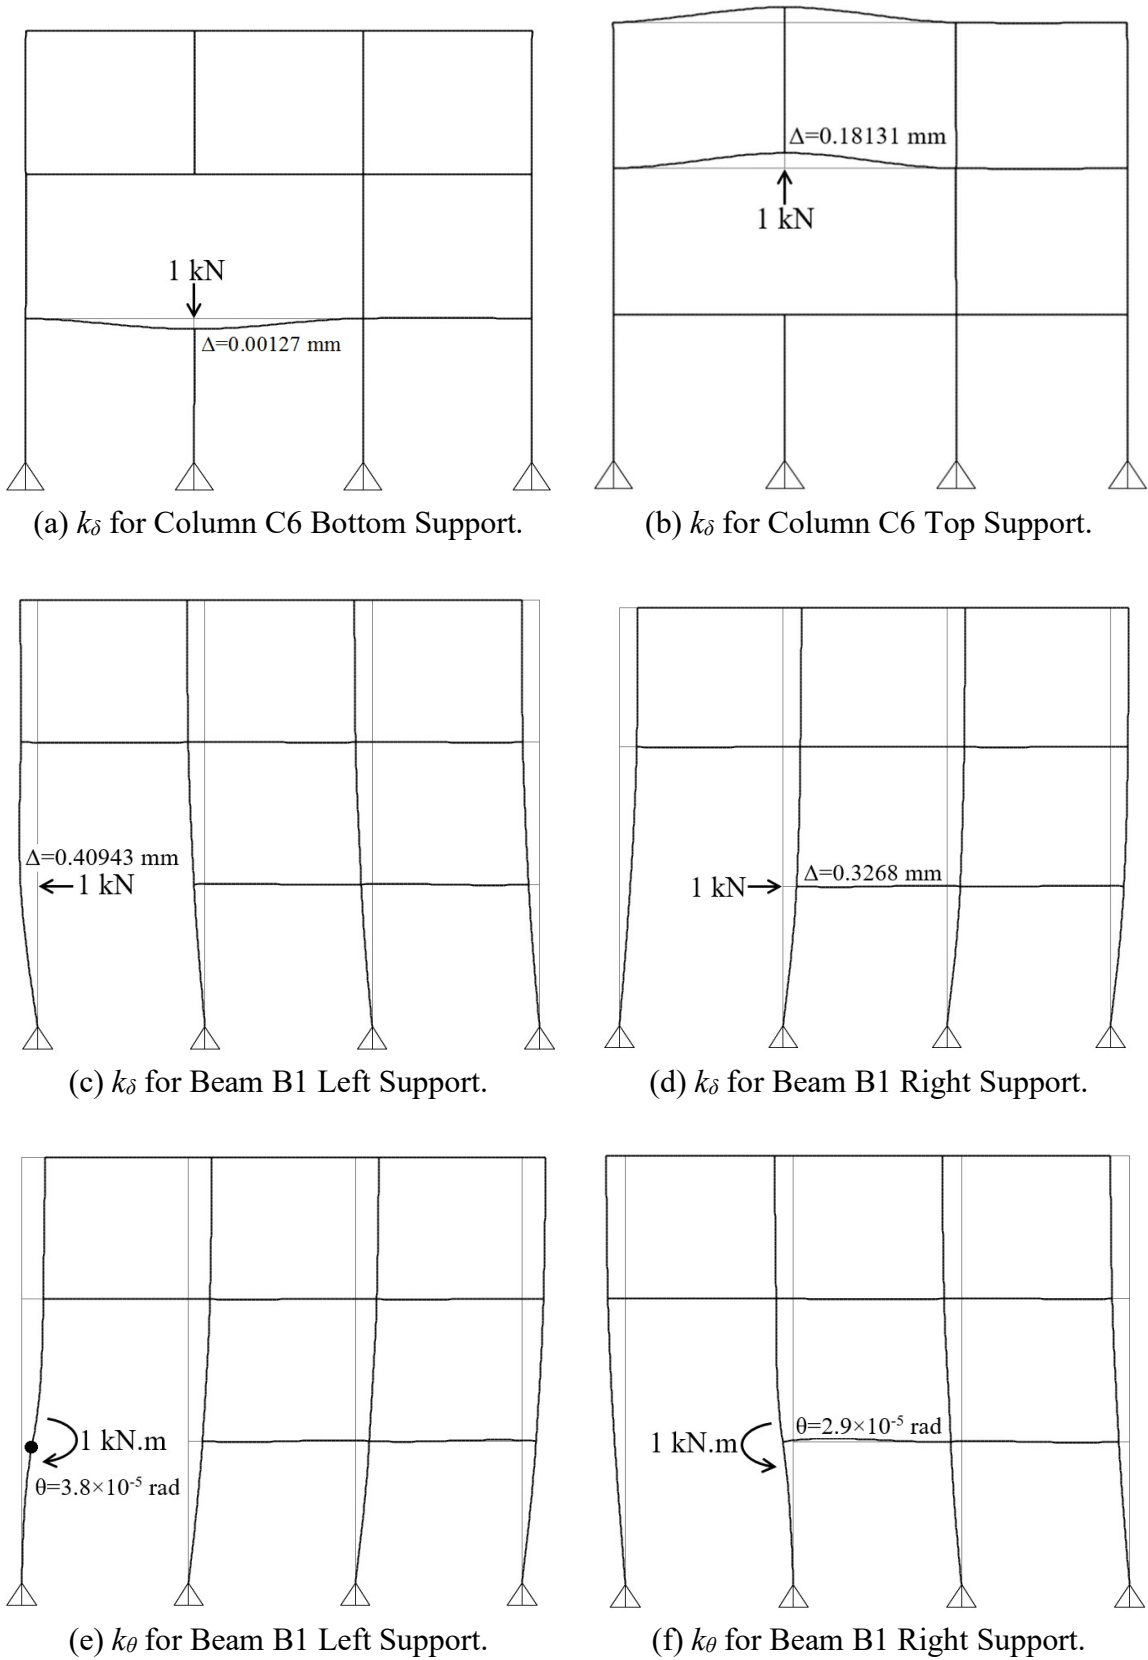 1 kN
Δ=0.00127 mm
(a) kδ for Column C6 Bottom Support.
Δ=0.18131 mm
1 kN
(b) kδ for Column C6 Top Support.
Δ=0.40943 mm
1 kN
(c) kδ for Beam B1 Left Support.
1 kN
Δ=0.3268 mm
(d) kδ for Beam B1 Right Support.
1 kN.m
θ=3.8×10⁻⁵ rad
(e) kθ for Beam B1 Left Support.
θ=2.9×10⁻⁵ rad
1 kN.m
(f) kθ for Beam B1 Right Support.